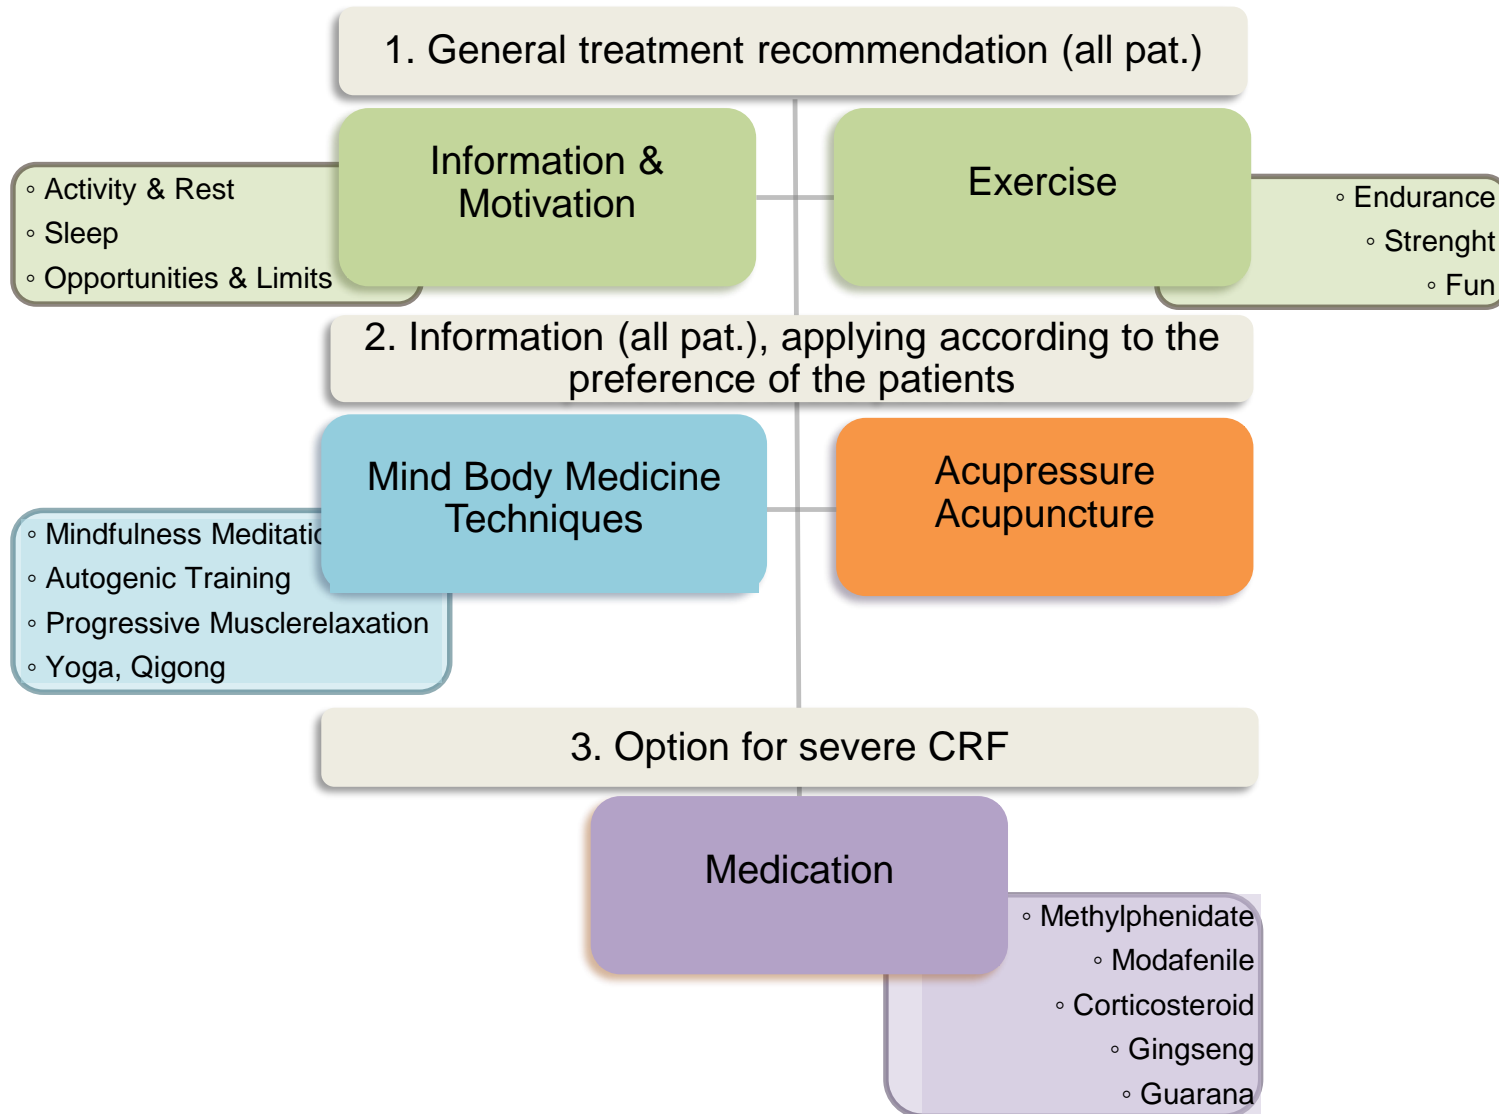 1. General treatment recommendation (all pat.)
Information &
Motivation
Exercise
◦ Activity & Rest
◦ Sleep
◦ Opportunities & Limits
◦ Endurance
◦ Strenght
◦ Fun
2. Information (all pat.), applying according to the
preference of the patients
Mind Body Medicine
Techniques
Acupressure
Acupuncture
◦ Mindfulness Meditatio
◦ Autogenic Training
◦ Progressive Musclerelaxation
◦ Yoga, Qigong
3. Option for severe CRF
Medication
◦ Methylphenidate
◦ Modafenile
◦ Corticosteroid
◦ Gingseng
◦ Guarana